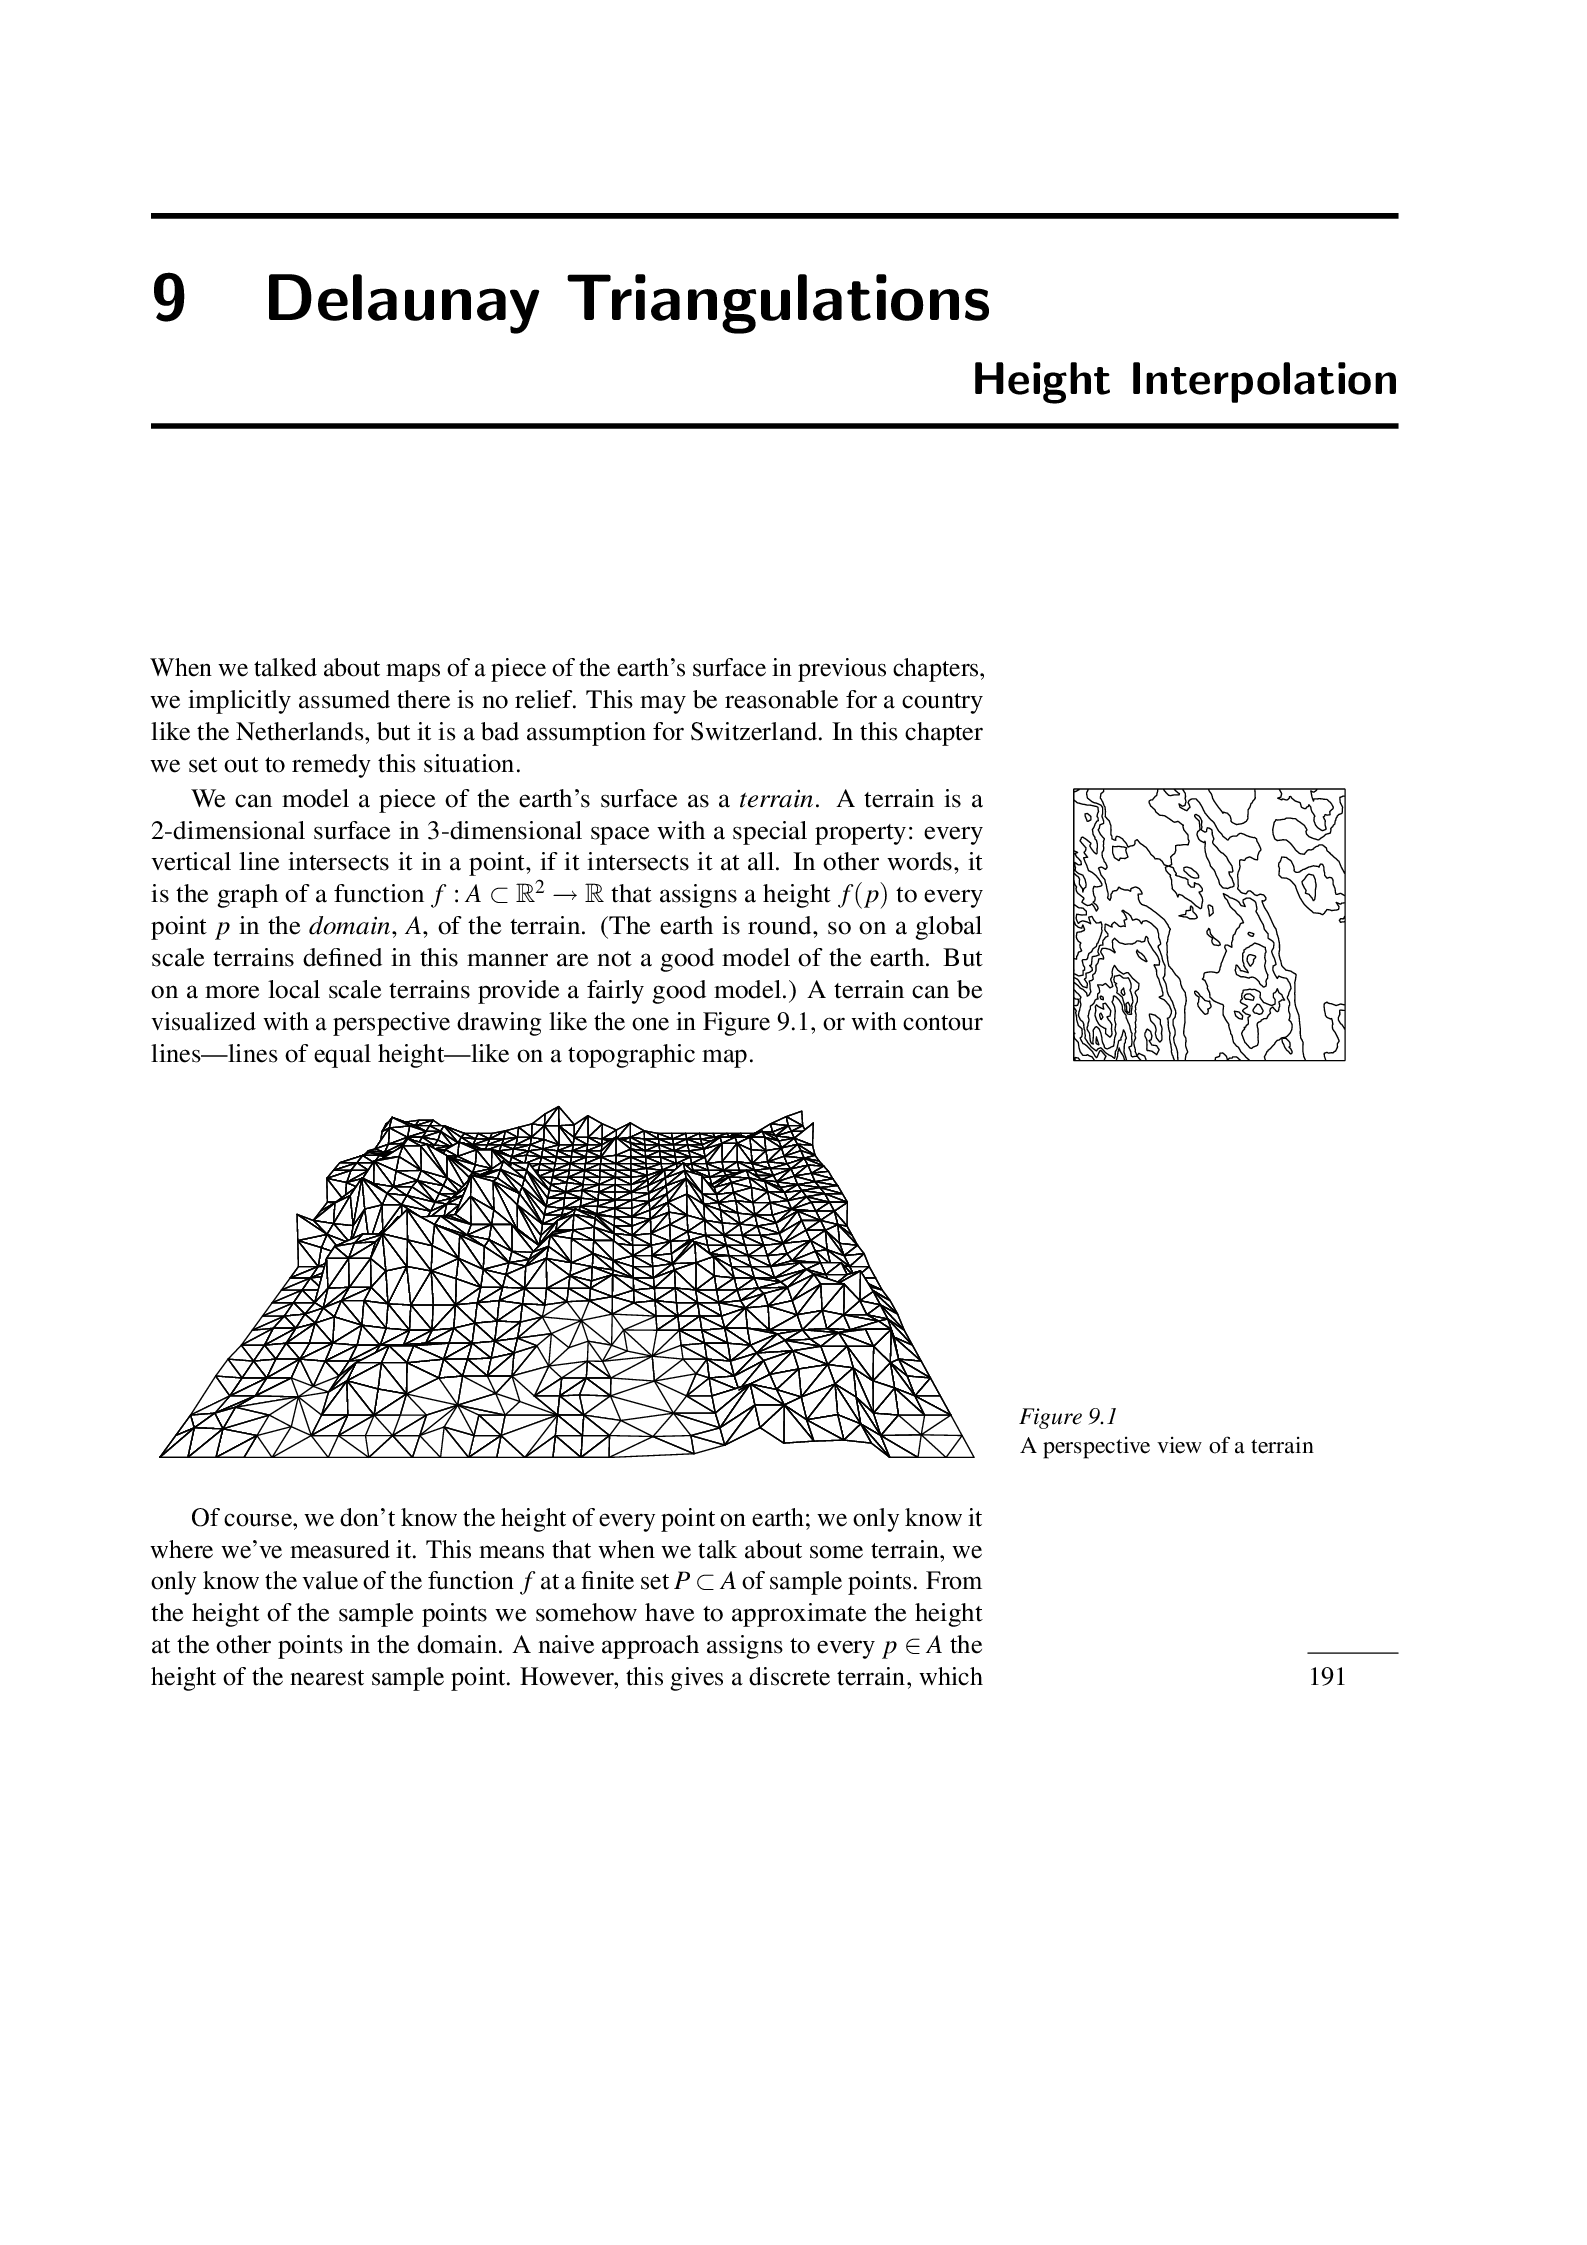 9 Delaunay Triangulations
Height Interpolation
When we talked about maps of a piece of the earth's surface in previous chapters,
we implicitly assumed there is no relief. This may be reasonable for a country
like the Netherlands, but it is a bad assumption for Switzerland. In this chapter
we set out to remedy this situation.
We can model a piece of the earth's surface as a terrain. A terrain is a
2-dimensional surface in 3-dimensional space with a special property: every
vertical line intersects it in a point, if it intersects it at all. In other words, it
is the graph of a function f : A ⊂ ℝ² → ℝ that assigns a height f(p) to every
point p in the domain, A, of the terrain. (The earth is round, so on a global
scale terrains defined in this manner are not a good model of the earth. But
on a more local scale terrains provide a fairly good model.) A terrain can be
visualized with a perspective drawing like the one in Figure 9.1, or with contour
lines—lines of equal height—like on a topographic map.
Figure 9.1
A perspective view of a terrain
Of course, we don't know the height of every point on earth; we only know it
where we've measured it. This means that when we talk about some terrain, we
only know the value of the function f at a finite set P ⊂ A of sample points. From
the height of the sample points we somehow have to approximate the height
at the other points in the domain. A naive approach assigns to every p ∈ A the
height of the nearest sample point. However, this gives a discrete terrain, which
191